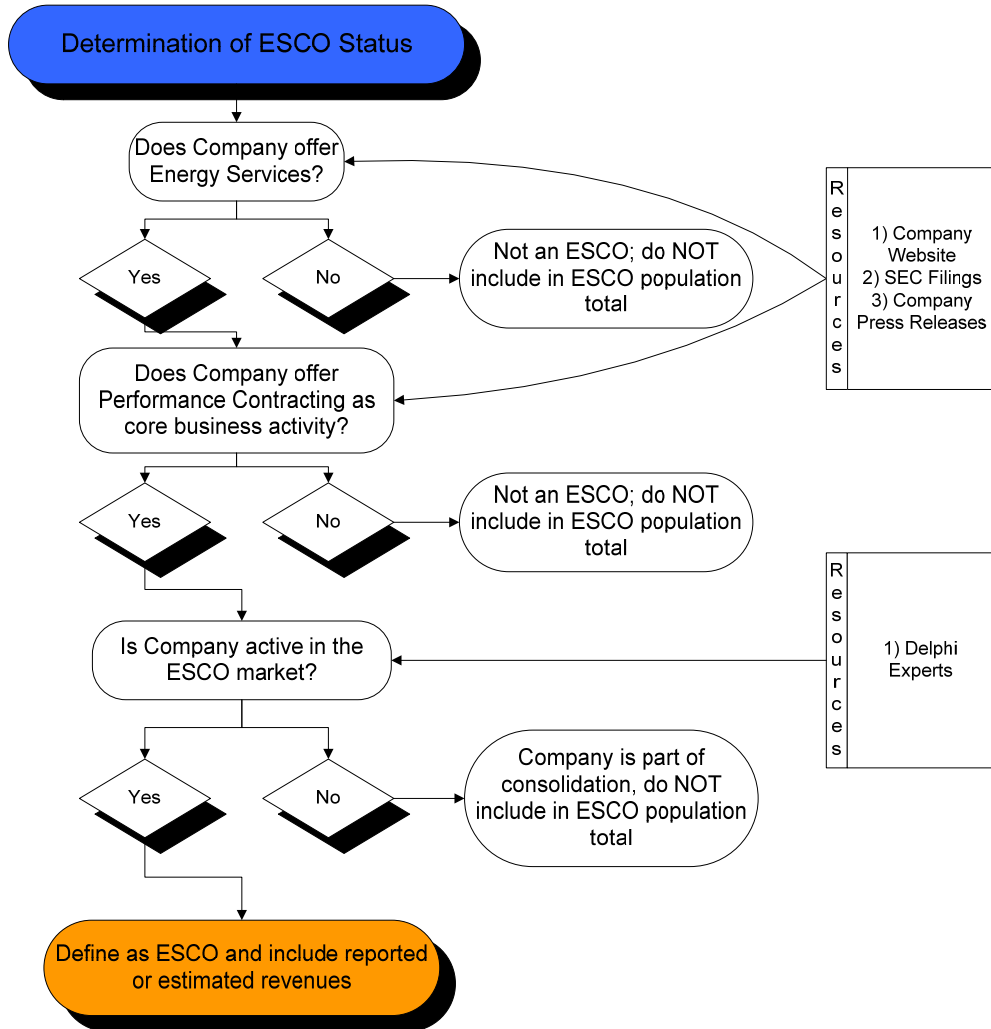 Determination of ESCO Status
Does Company offer
Energy Services?
Yes
No
Not an ESCO; do NOT
include in ESCO population
total
Resources
1) Company
Website
2) SEC Filings
3) Company
Press Releases
Does Company offer
Performance Contracting as
core business activity?
Yes
No
Not an ESCO; do NOT
include in ESCO population
total
Resources
1) Delphi
Experts
Is Company active in the
ESCO market?
Yes
No
Company is part of
consolidation, do NOT
include in ESCO population
total
Define as ESCO and include reported
or estimated revenues